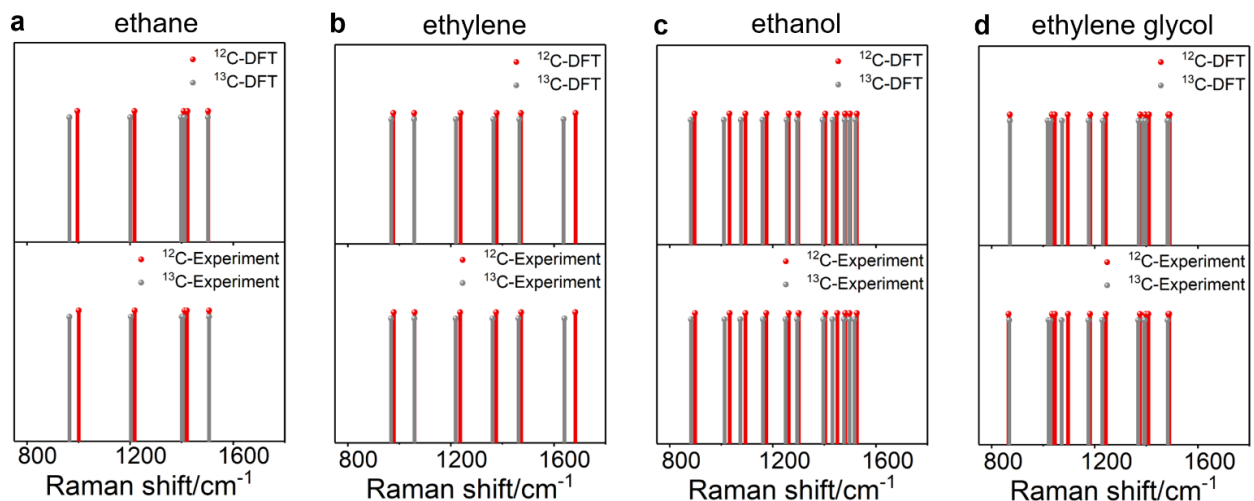 a ethane
¹²C-DFT
¹³C-DFT
¹²C-Experiment
¹³C-Experiment
800 1200 1600
Raman shift/cm⁻¹
b ethylene
¹²C-DFT
¹³C-DFT
¹²C-Experiment
¹³C-Experiment
800 1200 1600
Raman shift/cm⁻¹
c ethanol
¹²C-DFT
¹³C-DFT
¹²C-Experiment
¹³C-Experiment
800 1200 1600
Raman shift/cm⁻¹
d ethylene glycol
¹²C-DFT
¹³C-DFT
¹²C-Experiment
¹³C-Experiment
800 1200 1600
Raman shift/cm⁻¹